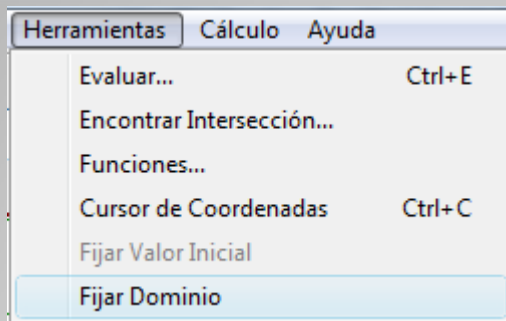 Herramientas Cálculo Ayuda
Evaluar... Ctrl+E
Encontrar Intersección...
Funciones...
Cursor de Coordenadas Ctrl+C
Fijar Valor Inicial
Fijar Dominio